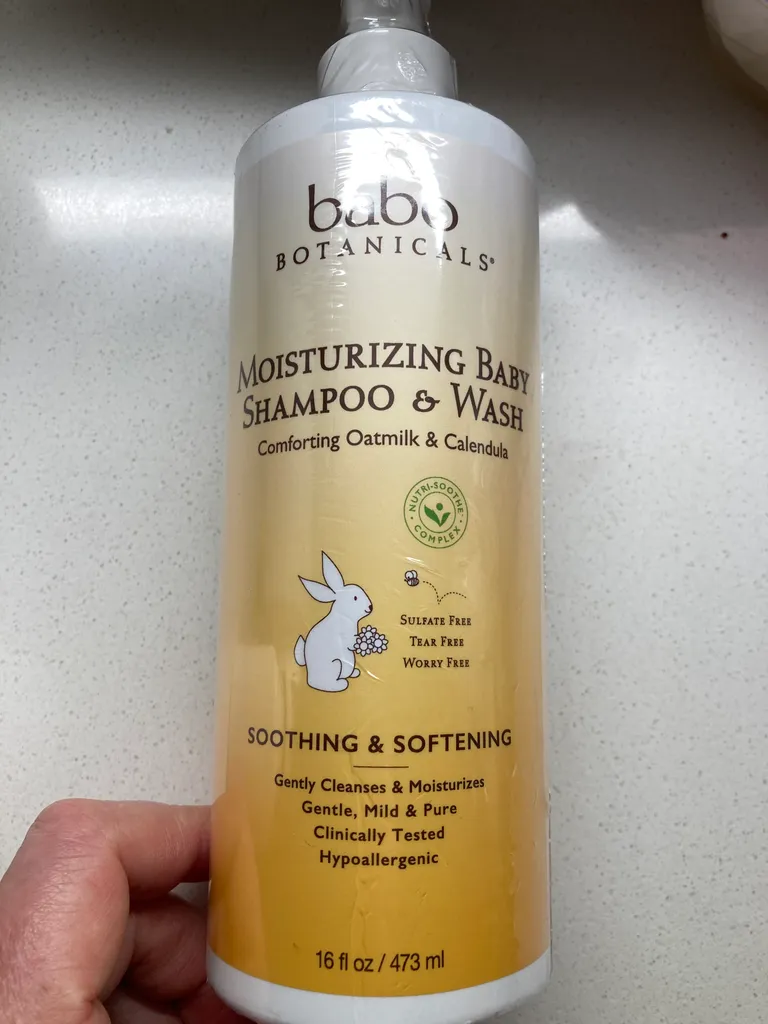 babo
BOTANICALS®
MOISTURIZING BABY
SHAMPOO & WASH
Comforting Oatmilk & Calendula
NUTRI-SOOTHE™
COMPLEX
SULFATE FREE
TEAR FREE
WORRY FREE
SOOTHING & SOFTENING
Gently Cleanses & Moisturizes
Gentle, Mild & Pure
Clinically Tested
Hypoallergenic
16 fl oz / 473 ml